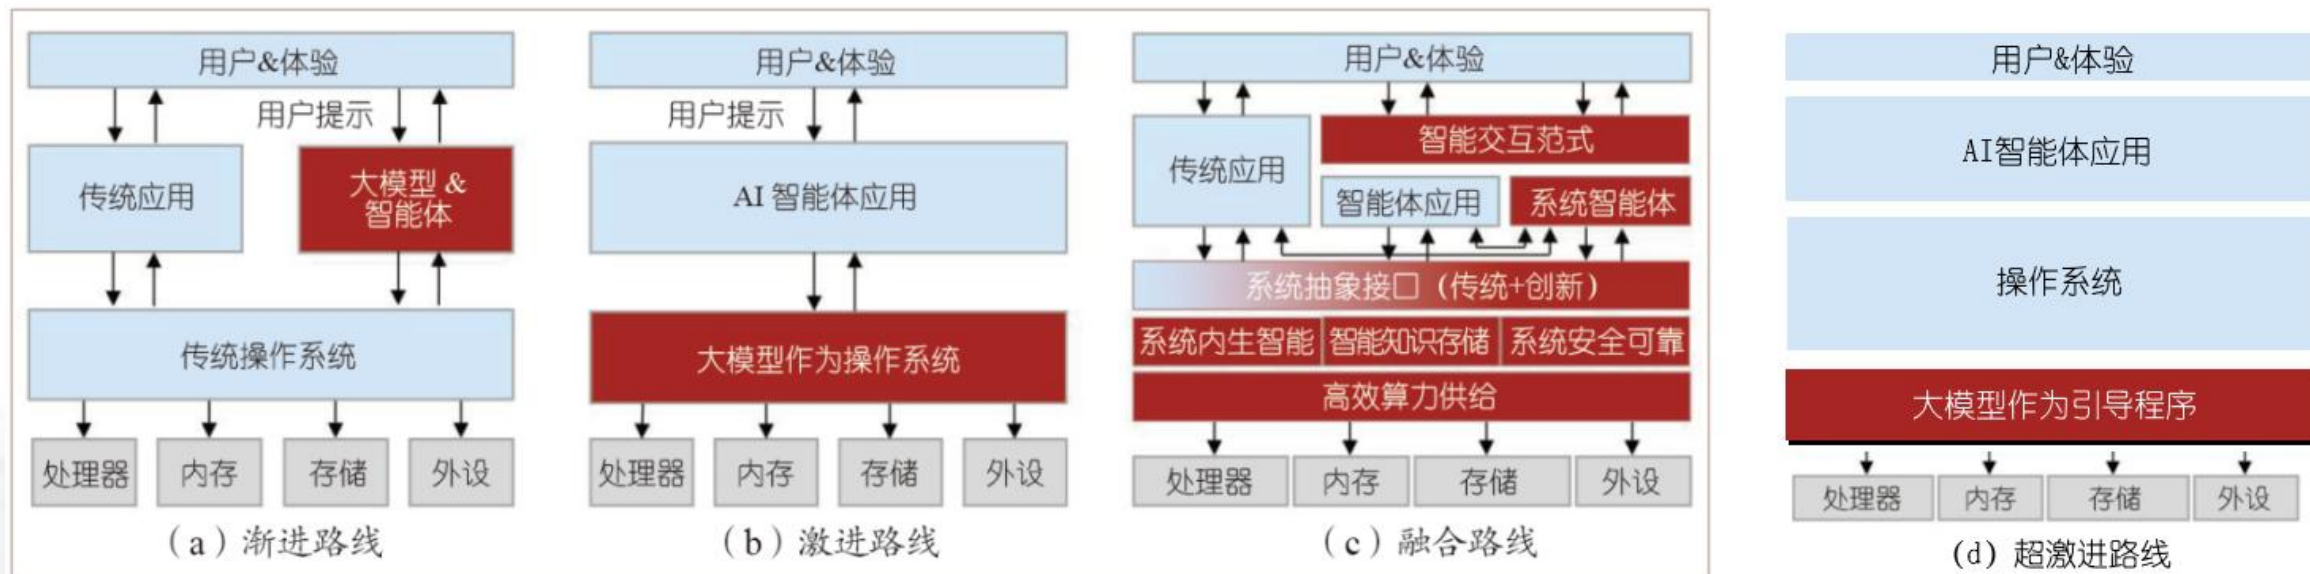 用户&体验
用户提示
传统应用
大模型 &
智能体
传统操作系统
处理器
内存
存储
外设
（a）渐进路线
用户&体验
用户提示
AI 智能体应用
大模型作为操作系统
处理器
内存
存储
外设
（b）激进路线
用户&体验
传统应用
智能交互范式
智能体应用
系统智能体
系统抽象接口（传统+创新）
系统内生智能
智能知识存储
系统安全可靠
高效算力供给
处理器
内存
存储
外设
（c）融合路线
用户&体验
AI智能体应用
操作系统
大模型作为引导程序
处理器
内存
存储
外设
(d) 超激进路线